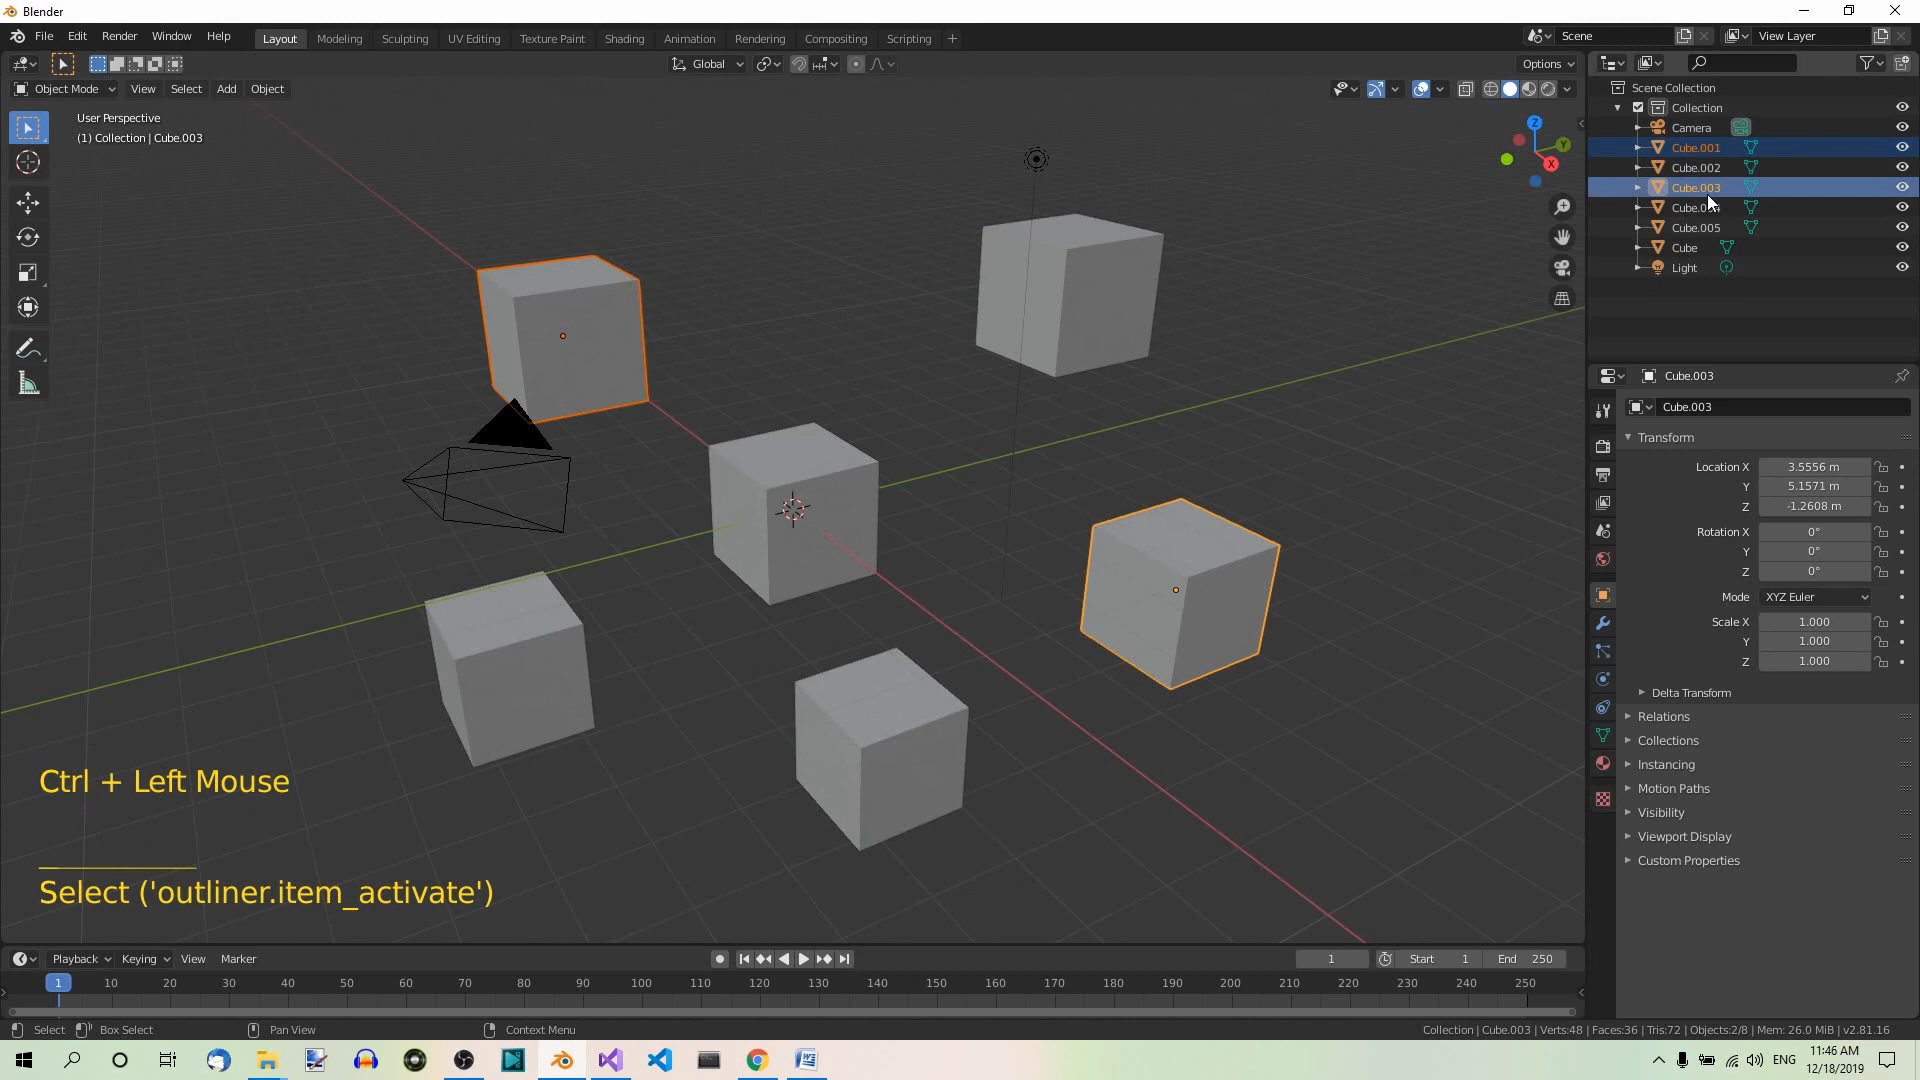 Blender
File Edit Render Window Help
Layout Modeling Sculpting UV Editing Texture Paint Shading Animation Rendering Compositing Scripting +
Scene
View Layer
Global
Options
Object Mode View Select Add Object
User Perspective
(1) Collection | Cube.003
Z
Y
X
Scene Collection
Collection
Camera
Cube.001
Cube.002
Cube.003
Cube.005
Cube
Light
Cube.003
Cube.003
Transform
Location X 3.5556 m
Y 5.1571 m
Z -1.2608 m
Rotation X 0°
Y 0°
Z 0°
Mode XYZ Euler
Scale X 1.000
Y 1.000
Z 1.000
Delta Transform
Relations
Collections
Instancing
Motion Paths
Visibility
Viewport Display
Custom Properties
Ctrl + Left Mouse
Select ('outliner.item_activate')
Playback Keying View Marker
1 Start 1 End 250
1 10 20 30 40 50 60 70 80 90 100 110 120 130 140 150 160 170 180 190 200 210 220 230 240 250
Select Box Select Pan View Context Menu
Collection | Cube.003 | Verts:48 | Faces:36 | Tris:72 | Objects:2/8 | Mem: 26.0 MiB | v2.81.16
ENG
11:46 AM
12/18/2019